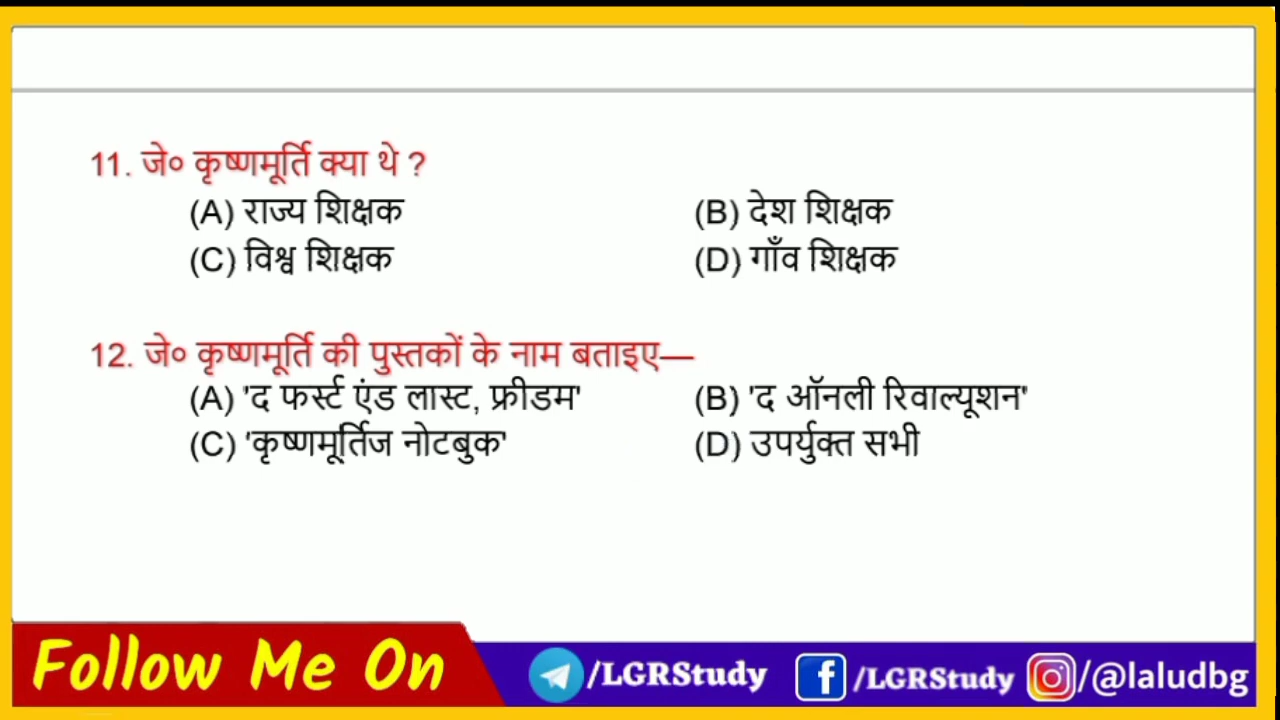 11. जे० कृष्णमूर्ति क्या थे ?
(A) राज्य शिक्षक (B) देश शिक्षक
(C) विश्व शिक्षक (D) गाँव शिक्षक
12. जे० कृष्णमूर्ति की पुस्तकों के नाम बताइए—
(A) 'द फर्स्ट एंड लास्ट, फ्रीडम' (B) 'द ऑनली रिवाल्यूशन'
(C) 'कृष्णमूर्तिज नोटबुक' (D) उपर्युक्त सभी
Follow Me On /LGRStudy /LGRStudy /@laludbg